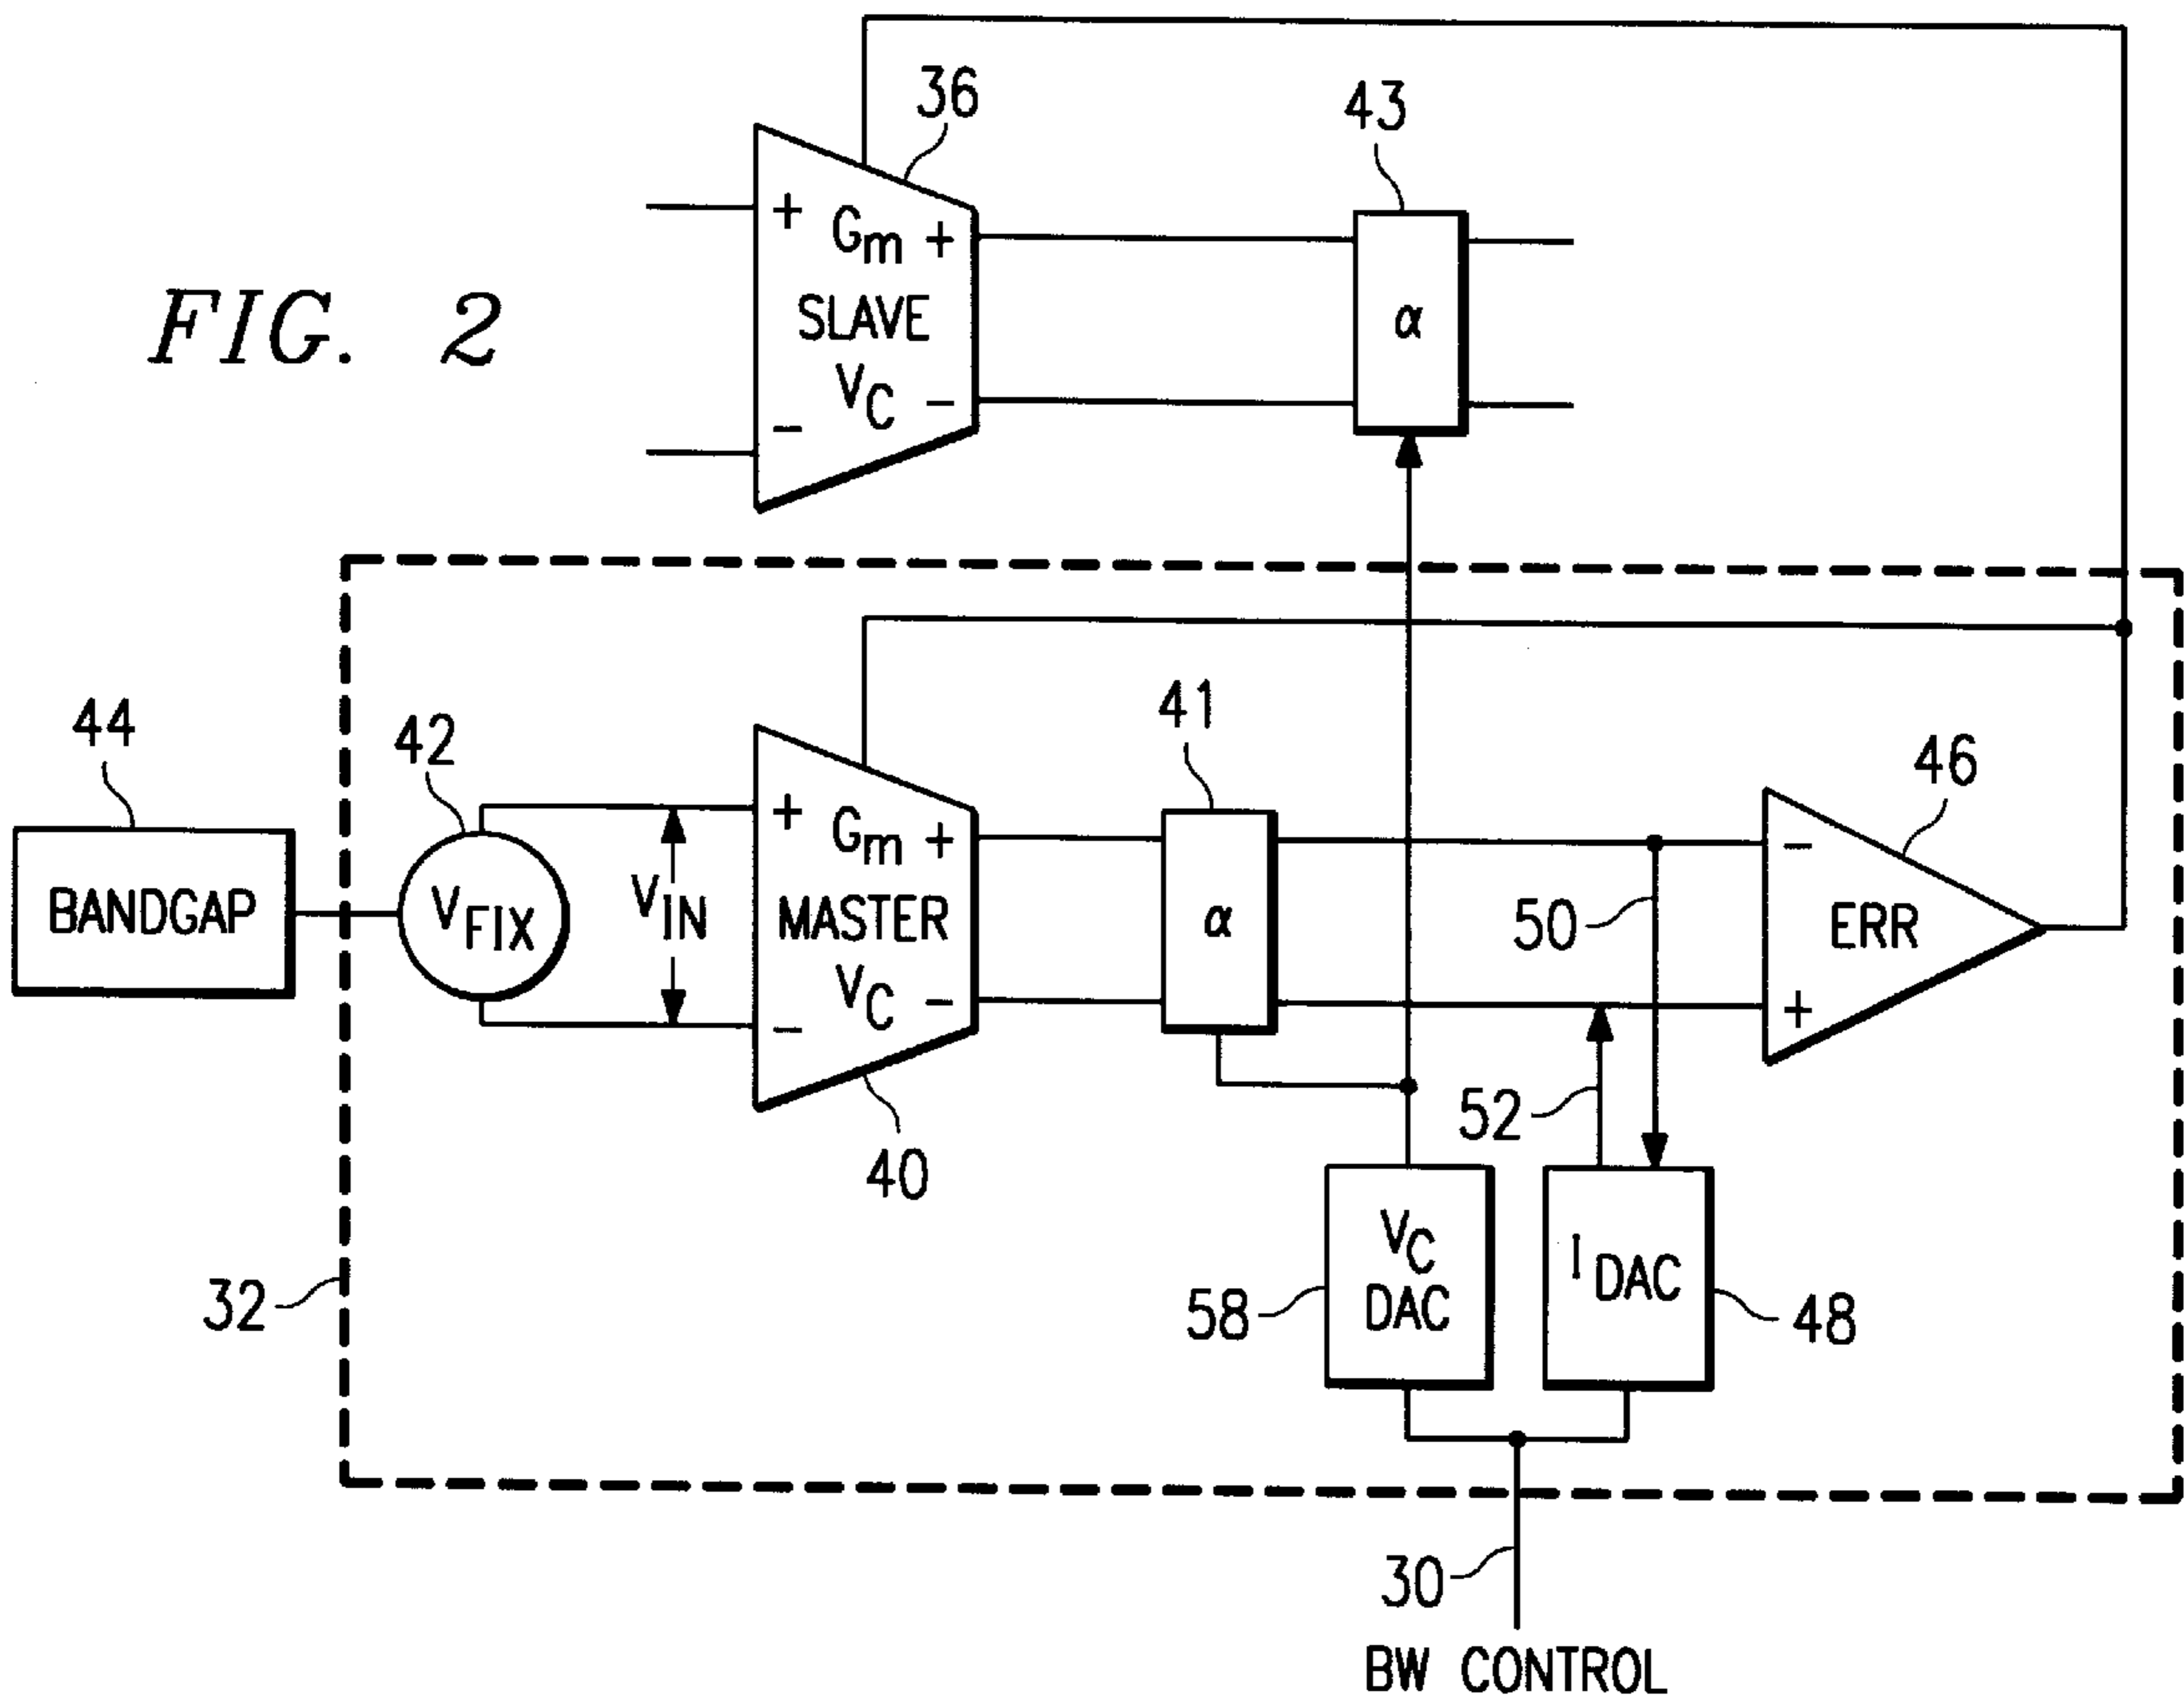 FIG. 2
36
43
+
Gm +
SLAVE
VC -
-
α
44
42
41
46
BANDGAP
VFIX
VIN
+
Gm +
MASTER
VC -
-
α
50
-
ERR
+
52
40
32
58
VC
DAC
IDAC
48
30
BW CONTROL